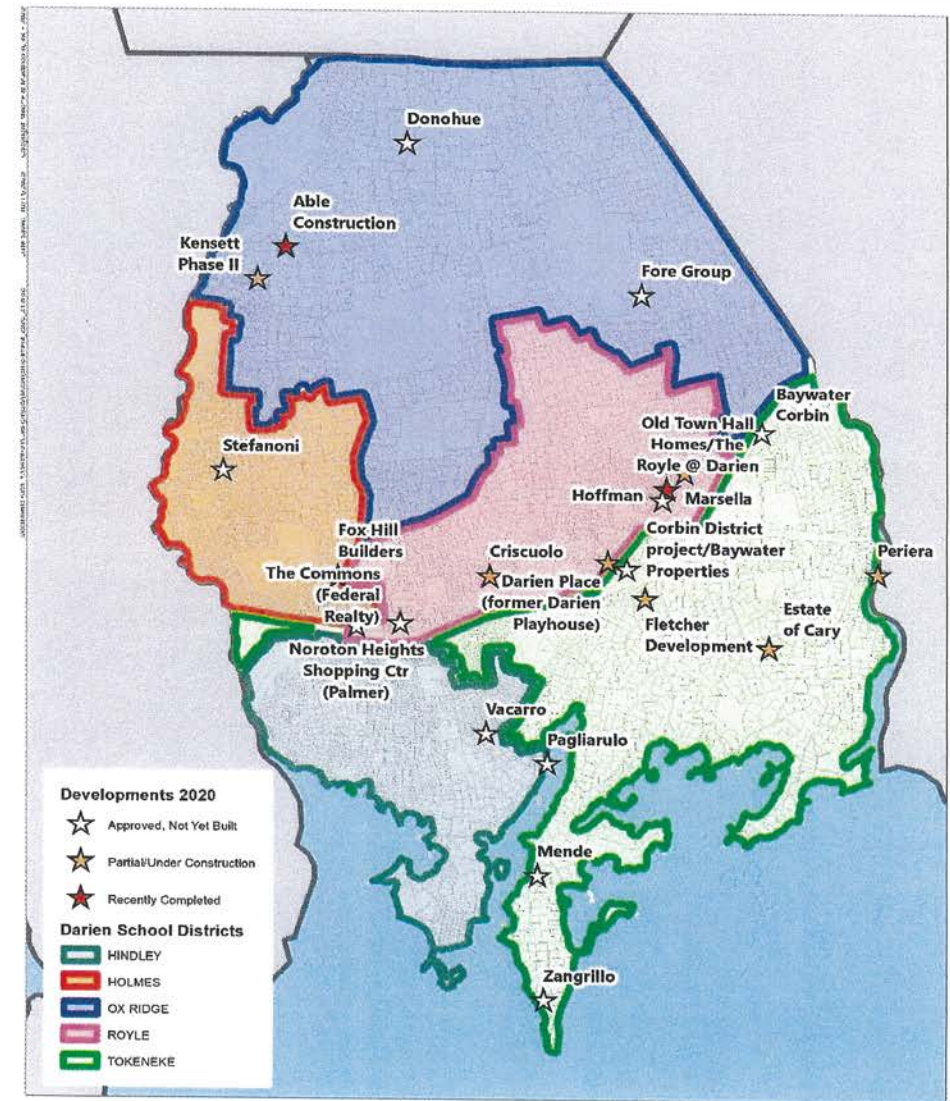 Donohue
Able
Construction
Kensett
Phase II
Fore Group
Baywater
Corbin
Old Town Hall
Homes/The
Royle @ Darien
Stefanoni
Hoffman
Marsella
Corbin District
project/Baywater
Properties
Fox Hill
Builders
Criscuolo
Periera
The Commons
(Federal
Realty)
Darien Place
(former Darien
Playhouse)
Estate
of Cary
Fletcher
Development
Noroton Heights
Shopping Ctr
(Palmer)
Vacarro
Pagliarulo
Mende
Zangrillo
Developments 2020
Approved, Not Yet Built
Partial/Under Construction
Recently Completed
Darien School Districts
HINDLEY
HOLMES
OX RIDGE
ROYLE
TOKENEKE